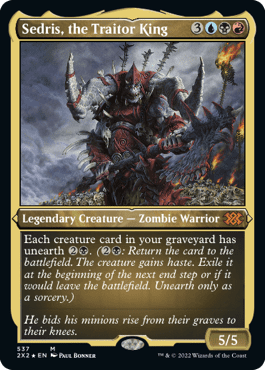 Sedris, the Traitor King 3
Legendary Creature — Zombie Warrior
Each creature card in your graveyard has
unearth 2. (2: Return the card to the
battlefield. The creature gains haste. Exile it
at the beginning of the next end step or if it
would leave the battlefield. Unearth only as
a sorcery.)
He bids his minions rise from their graves to
their knees.
5/5
537 M
2X2 ★ EN PAUL BONNER
™ & © 2022 Wizards of the Coast